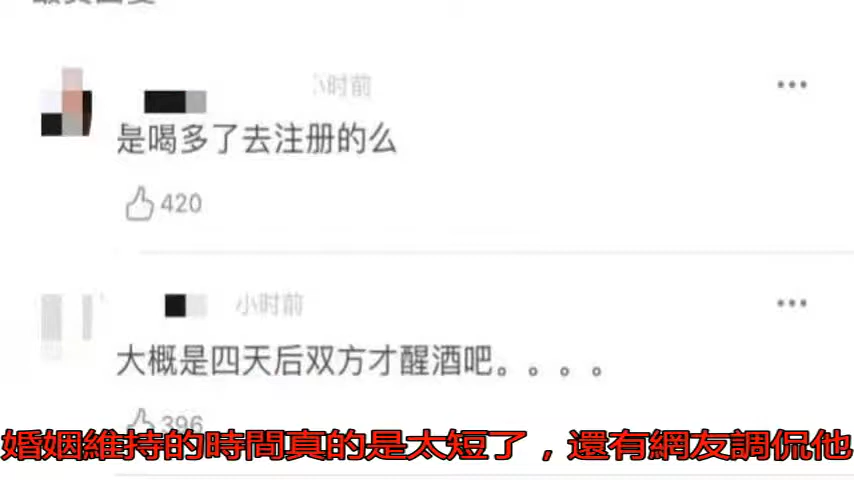 小时前
是喝多了去注册的么
420
小时前
大概是四天后双方才醒酒吧。。。。
396
婚姻維持的時間真的是太短了，還有網友調侃他